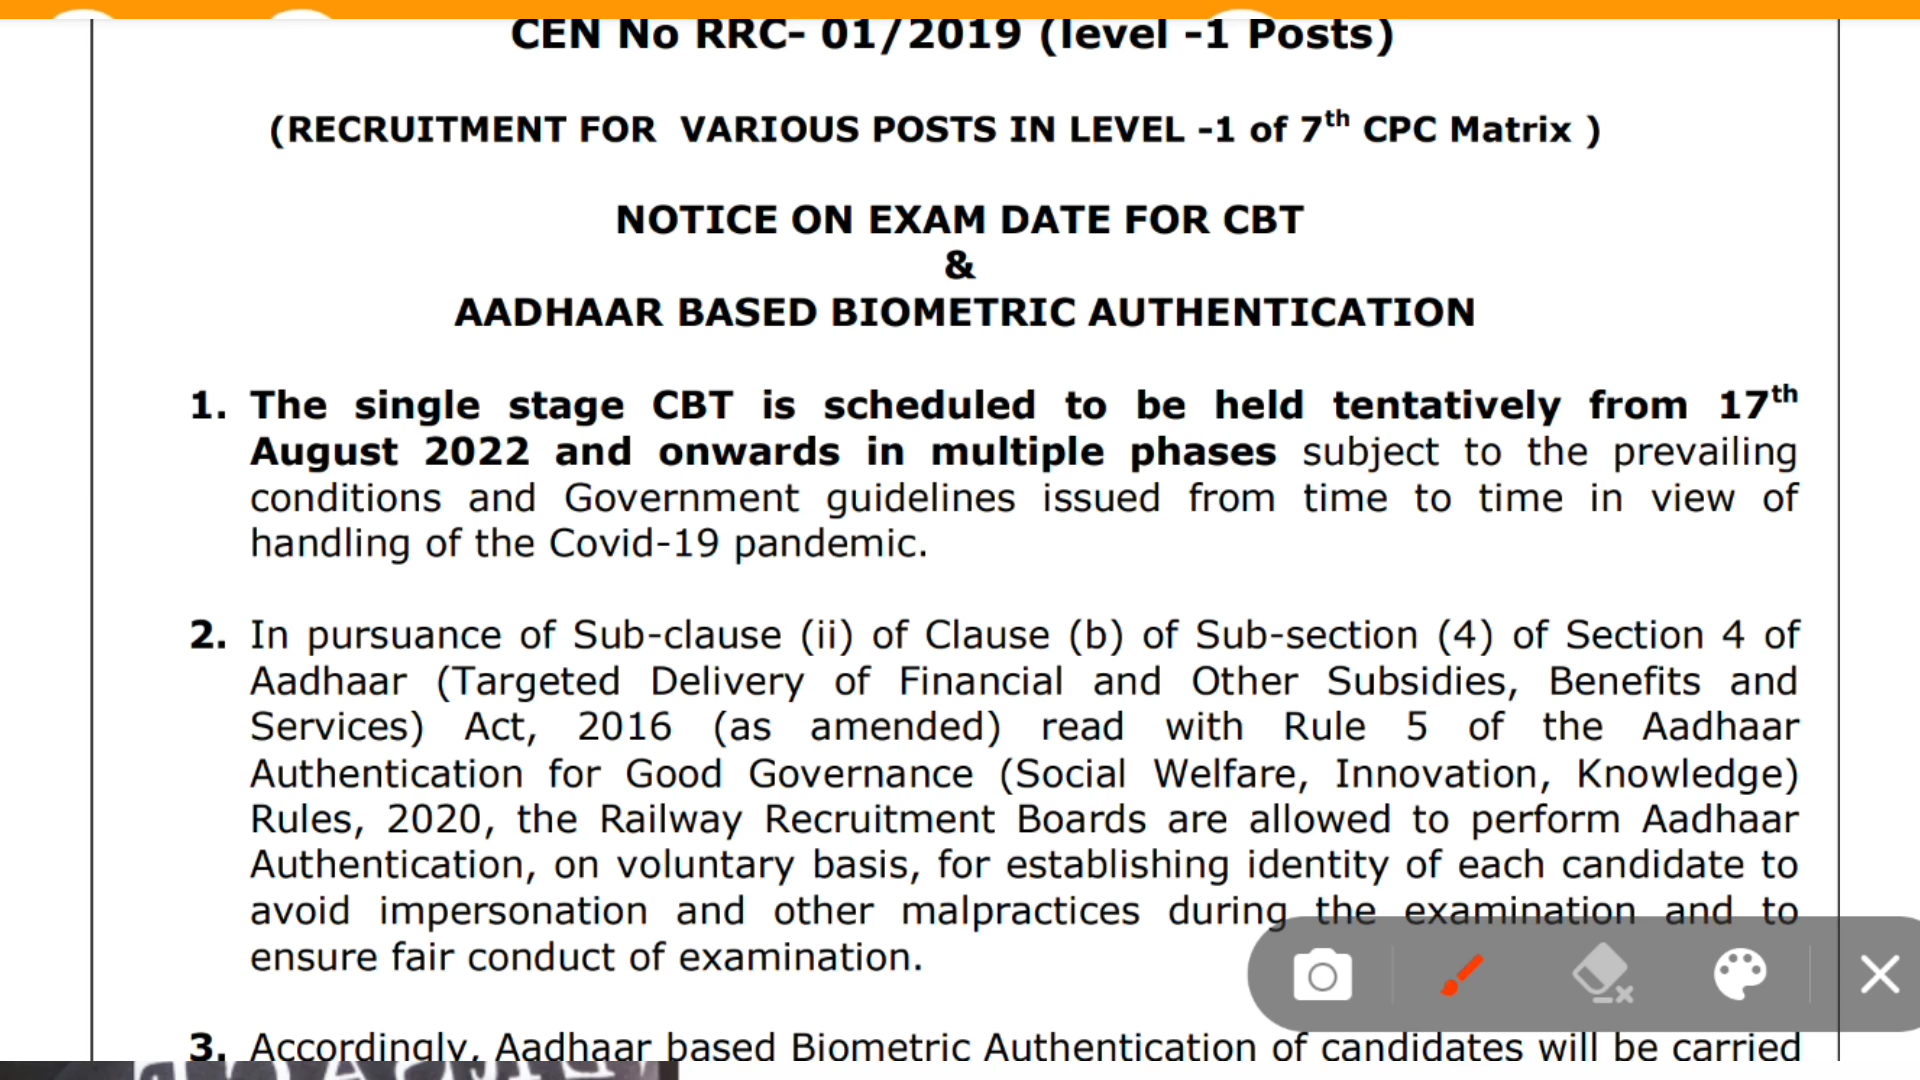 CEN No RRC- 01/2019 (level -1 Posts)
(RECRUITMENT FOR VARIOUS POSTS IN LEVEL -1 of 7th CPC Matrix )
NOTICE ON EXAM DATE FOR CBT
&
AADHAAR BASED BIOMETRIC AUTHENTICATION
1. The single stage CBT is scheduled to be held tentatively from 17th
August 2022 and onwards in multiple phases subject to the prevailing
conditions and Government guidelines issued from time to time in view of
handling of the Covid-19 pandemic.
2. In pursuance of Sub-clause (ii) of Clause (b) of Sub-section (4) of Section 4 of
Aadhaar (Targeted Delivery of Financial and Other Subsidies, Benefits and
Services) Act, 2016 (as amended) read with Rule 5 of the Aadhaar
Authentication for Good Governance (Social Welfare, Innovation, Knowledge)
Rules, 2020, the Railway Recruitment Boards are allowed to perform Aadhaar
Authentication, on voluntary basis, for establishing identity of each candidate to
avoid impersonation and other malpractices during the examination and to
ensure fair conduct of examination.
3. Accordingly, Aadhaar based Biometric Authentication of candidates will be carried